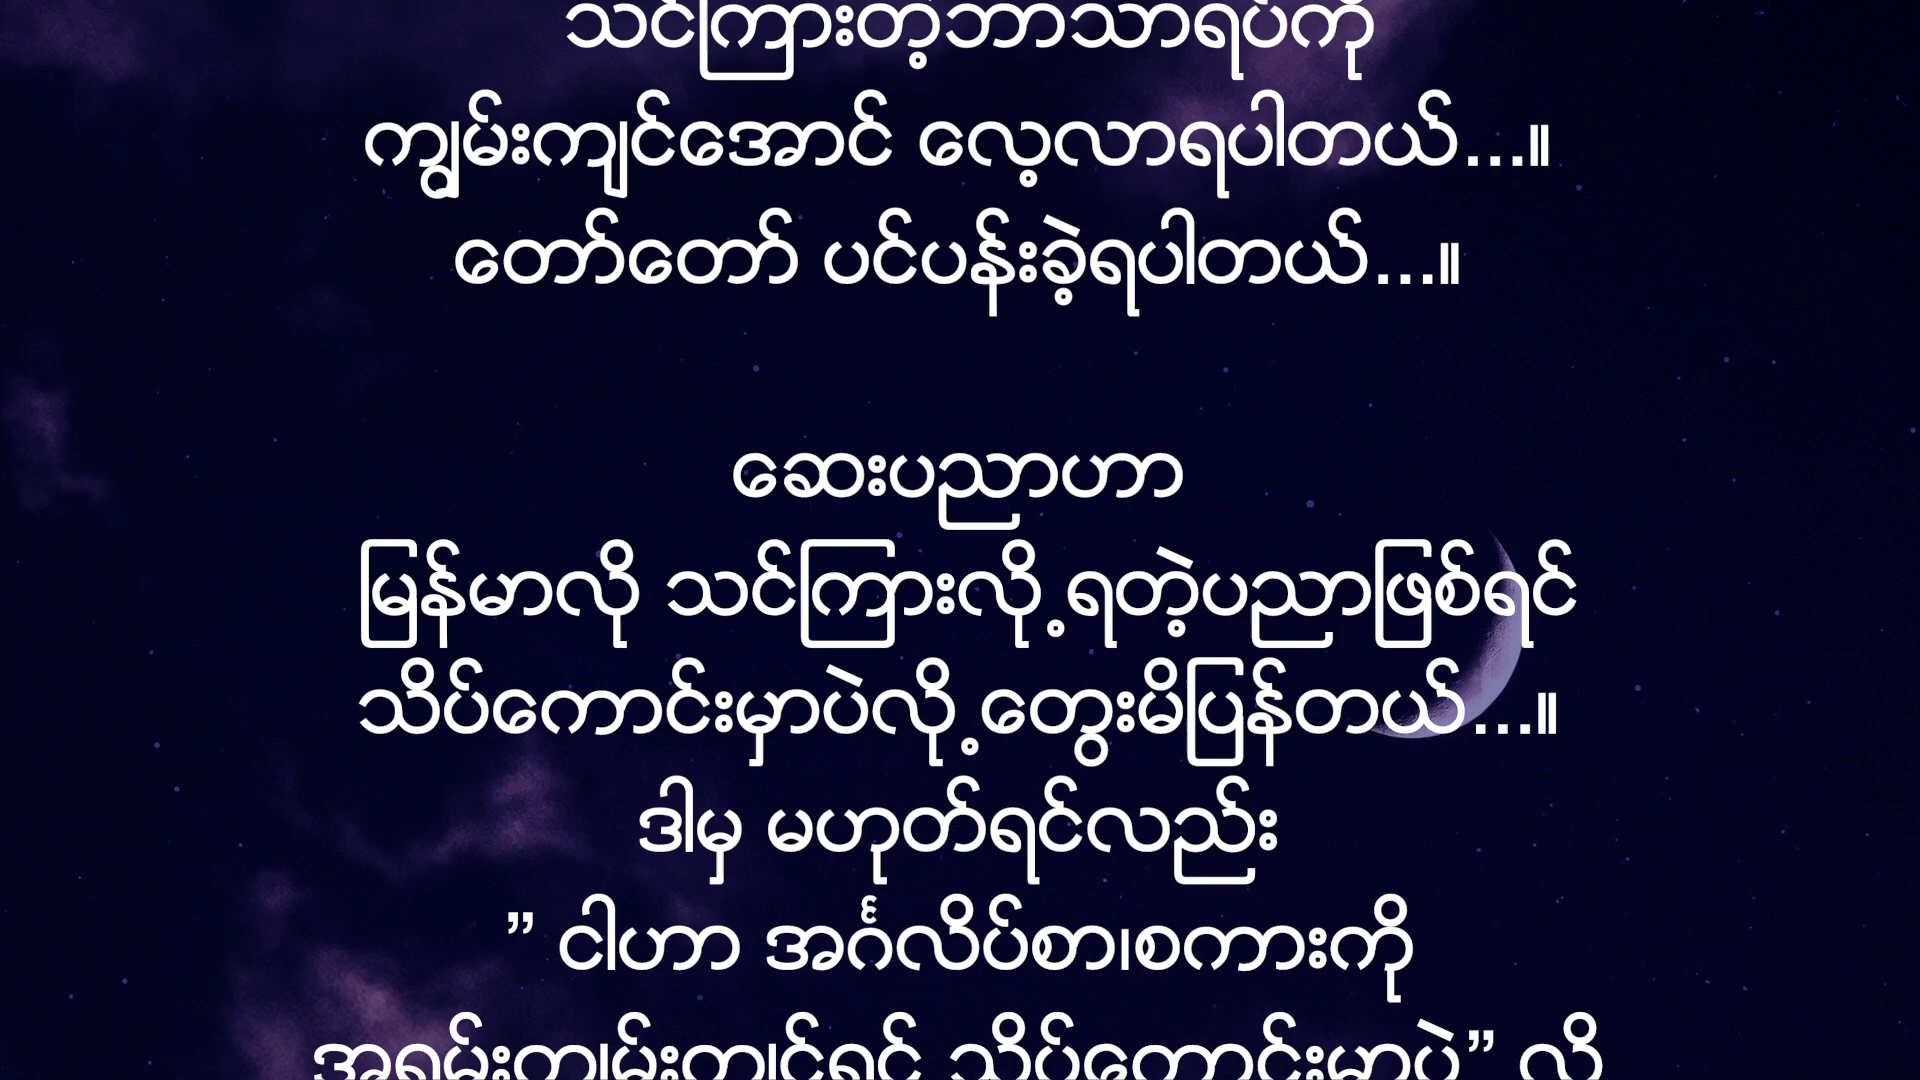 သင်ကြားတဲ့ဘာသာရပ်ကို
ကျွမ်းကျင်အောင် လေ့လာရပါတယ်...။
တော်တော် ပင်ပန်းခဲ့ရပါတယ်...။
ဆေးပညာဟာ
မြန်မာလို သင်ကြားလို့ရတဲ့ပညာဖြစ်ရင်
သိပ်ကောင်းမှာပဲလို့တွေးမိပြန်တယ်...။
ဒါမှ မဟုတ်ရင်လည်း
” ငါဟာ အင်္ဂလိပ်စာ၊စကားကို
အရမ်းကျွမ်းကျင်ရင် သိပ်ကောင်းမှာပဲ” လို